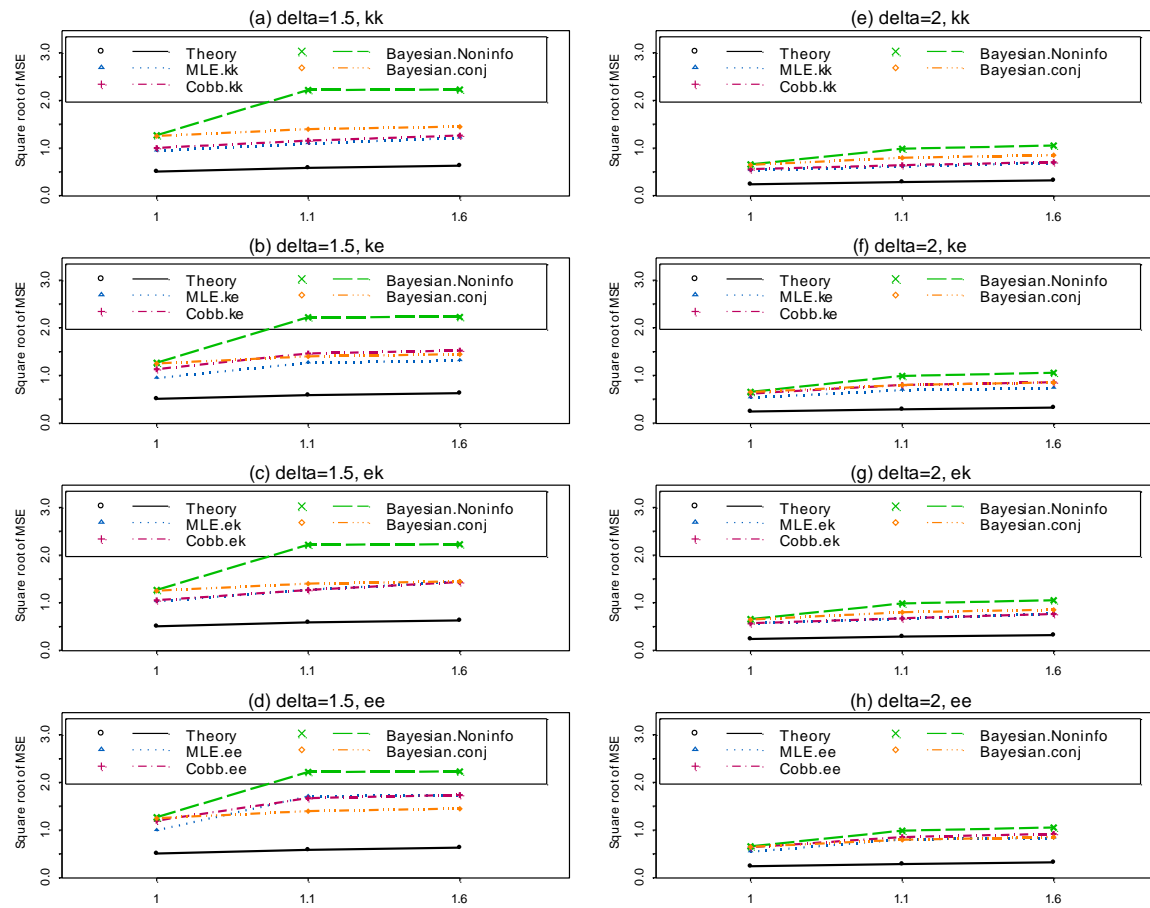 (a) delta=1.5, kk
Square root of MSE
0.0 1.0 2.0 3.0
Theory
MLE.kk
Cobb.kk
Bayesian.Noninfo
Bayesian.conj
1 1.1 1.6
(b) delta=1.5, ke
Square root of MSE
0.0 1.0 2.0 3.0
Theory
MLE.ke
Cobb.ke
Bayesian.Noninfo
Bayesian.conj
1 1.1 1.6
(c) delta=1.5, ek
Square root of MSE
0.0 1.0 2.0 3.0
Theory
MLE.ek
Cobb.ek
Bayesian.Noninfo
Bayesian.conj
1 1.1 1.6
(d) delta=1.5, ee
Square root of MSE
0.0 1.0 2.0 3.0
Theory
MLE.ee
Cobb.ee
Bayesian.Noninfo
Bayesian.conj
1 1.1 1.6
(e) delta=2, kk
Square root of MSE
0.0 1.0 2.0 3.0
Theory
MLE.kk
Cobb.kk
Bayesian.Noninfo
Bayesian.conj
1 1.1 1.6
(f) delta=2, ke
Square root of MSE
0.0 1.0 2.0 3.0
Theory
MLE.ke
Cobb.ke
Bayesian.Noninfo
Bayesian.conj
1 1.1 1.6
(g) delta=2, ek
Square root of MSE
0.0 1.0 2.0 3.0
Theory
MLE.ek
Cobb.ek
Bayesian.Noninfo
Bayesian.conj
1 1.1 1.6
(h) delta=2, ee
Square root of MSE
0.0 1.0 2.0 3.0
Theory
MLE.ee
Cobb.ee
Bayesian.Noninfo
Bayesian.conj
1 1.1 1.6